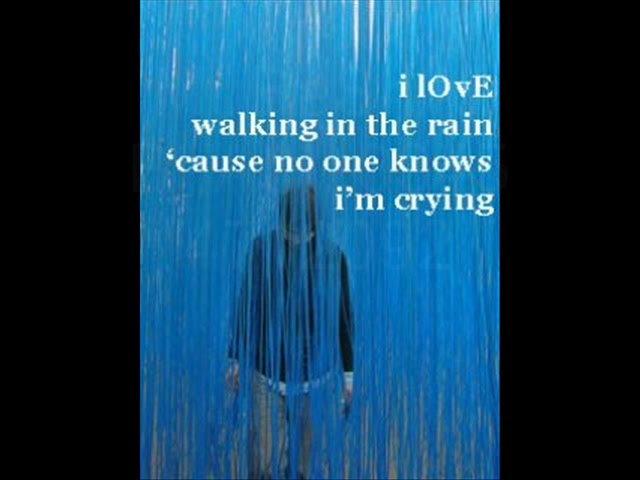 i lOvE
walking in the rain
‘cause no one knows
i’m crying